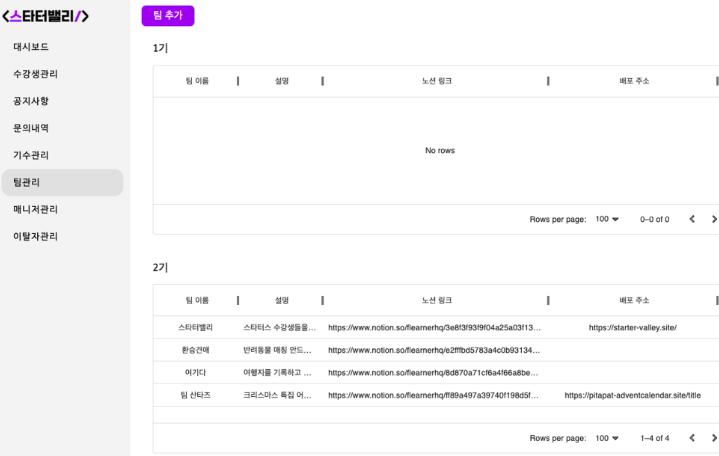 <스타터밸리/>
팀 추가
대시보드
수강생관리
공지사항
문의내역
기수관리
팀관리
매니저관리
이탈자관리
1기
팀 이름 설명 노션 링크 배포 주소
No rows
Rows per page: 100 0–0 of 0
2기
팀 이름 설명 노션 링크 배포 주소
스타터밸리 스타터스 수강생들을... https://www.notion.so/flearnerhq/3e6f3f93f9f04a25a03f13... https://starter-valley.site/
환승건매 반려동물 매칭 안드... https://www.notion.so/flearnerhq/e2fffbd5783a4c0b93134...
여기다 여행지를 기록하고 ... https://www.notion.so/flearnerhq/8d870a71cf6a4f66a8be...
팀 산타즈 크리스마스 특집 어... https://www.notion.so/flearnerhq/ff89a497a39740f198d5f... https://pitapat-adventcalendar.site/title
Rows per page: 100 1–4 of 4